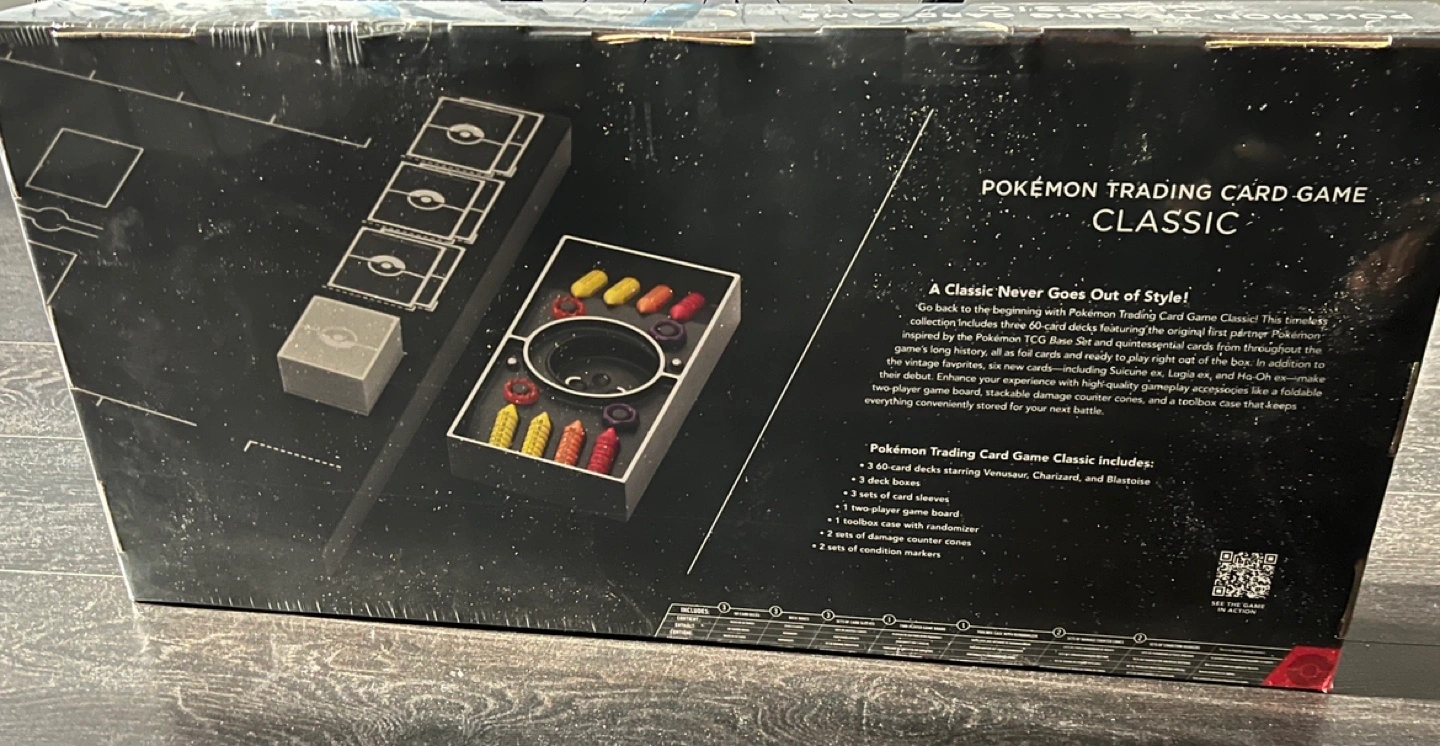 POKÉMON TRADING CARD GAME
CLASSIC
A Classic Never Goes Out of Style!
Go back to the beginning with Pokémon Trading Card Game Classic! This timeless
collection includes three 60-card decks featuring the original first partner Pokémon
inspired by the Pokémon TCG Base Set and quintessential cards from throughout the
game's long history, all as foil cards and ready to play right out of the box. In addition to
the vintage favorites, six new cards—including Suicune ex, Lugia ex, and Ho-Oh ex—make
their debut. Enhance your experience with high-quality gameplay accessories like a foldable
two-player game board, stackable damage counter cones, and a toolbox case that keeps
everything conveniently stored for your next battle.
Pokémon Trading Card Game Classic includes:
• 3 60-card decks starring Venusaur, Charizard, and Blastoise
• 3 deck boxes
• 3 sets of card sleeves
• 1 two-player game board
• 1 toolbox case with randomizer
• 2 sets of damage counter cones
• 2 sets of condition markers
SEE THE GAME
IN ACTION
INCLUDES: 3 3 3 1 1 2 2